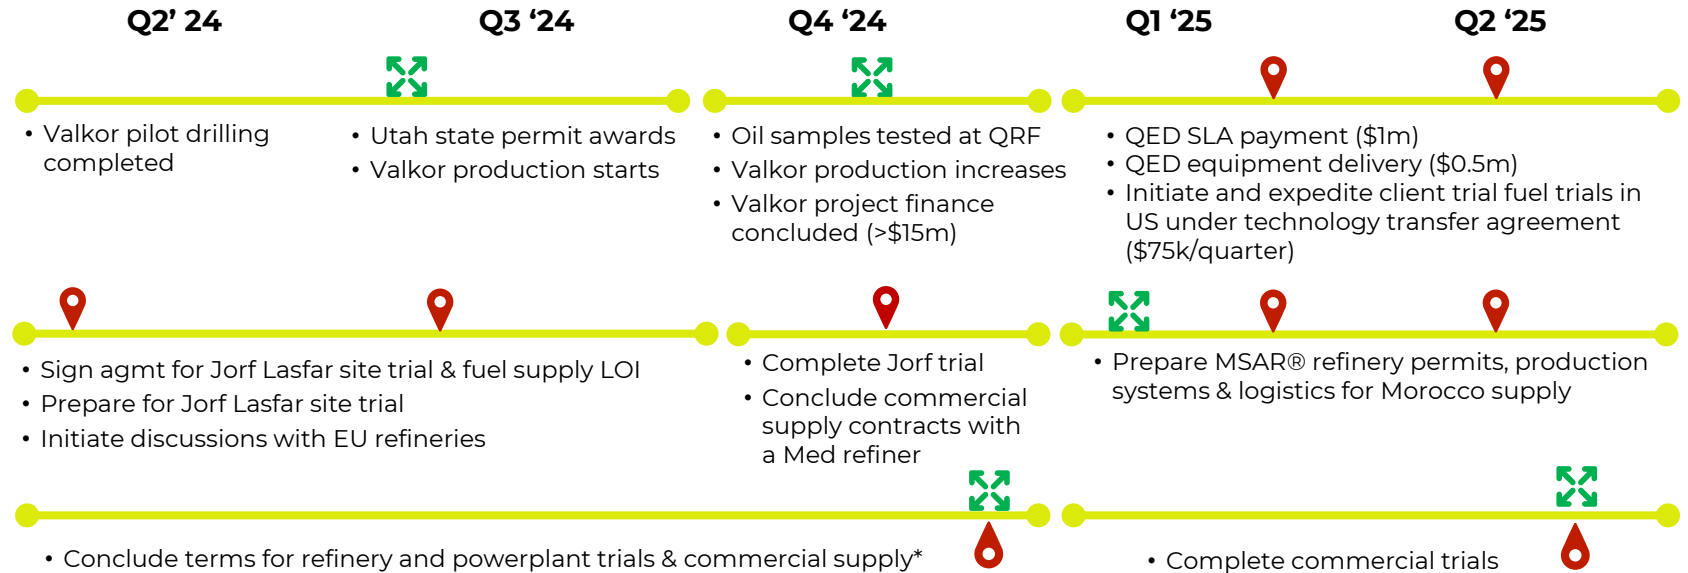 Q2’ 24
Q3 ‘24
Q4 ‘24
Q1 ‘25
Q2 ‘25
• Valkor pilot drilling
completed
• Utah state permit awards
• Valkor production starts
• Oil samples tested at QRF
• Valkor production increases
• Valkor project finance
concluded (>$15m)
• QED SLA payment ($1m)
• QED equipment delivery ($0.5m)
• Initiate and expedite client trial fuel trials in
US under technology transfer agreement
($75k/quarter)
• Sign agmt for Jorf Lasfar site trial & fuel supply LOI
• Prepare for Jorf Lasfar site trial
• Initiate discussions with EU refineries
• Complete Jorf trial
• Conclude commercial
supply contracts with
a Med refiner
• Prepare MSAR® refinery permits, production
systems & logistics for Morocco supply
• Conclude terms for refinery and powerplant trials & commercial supply*
• Complete commercial trials